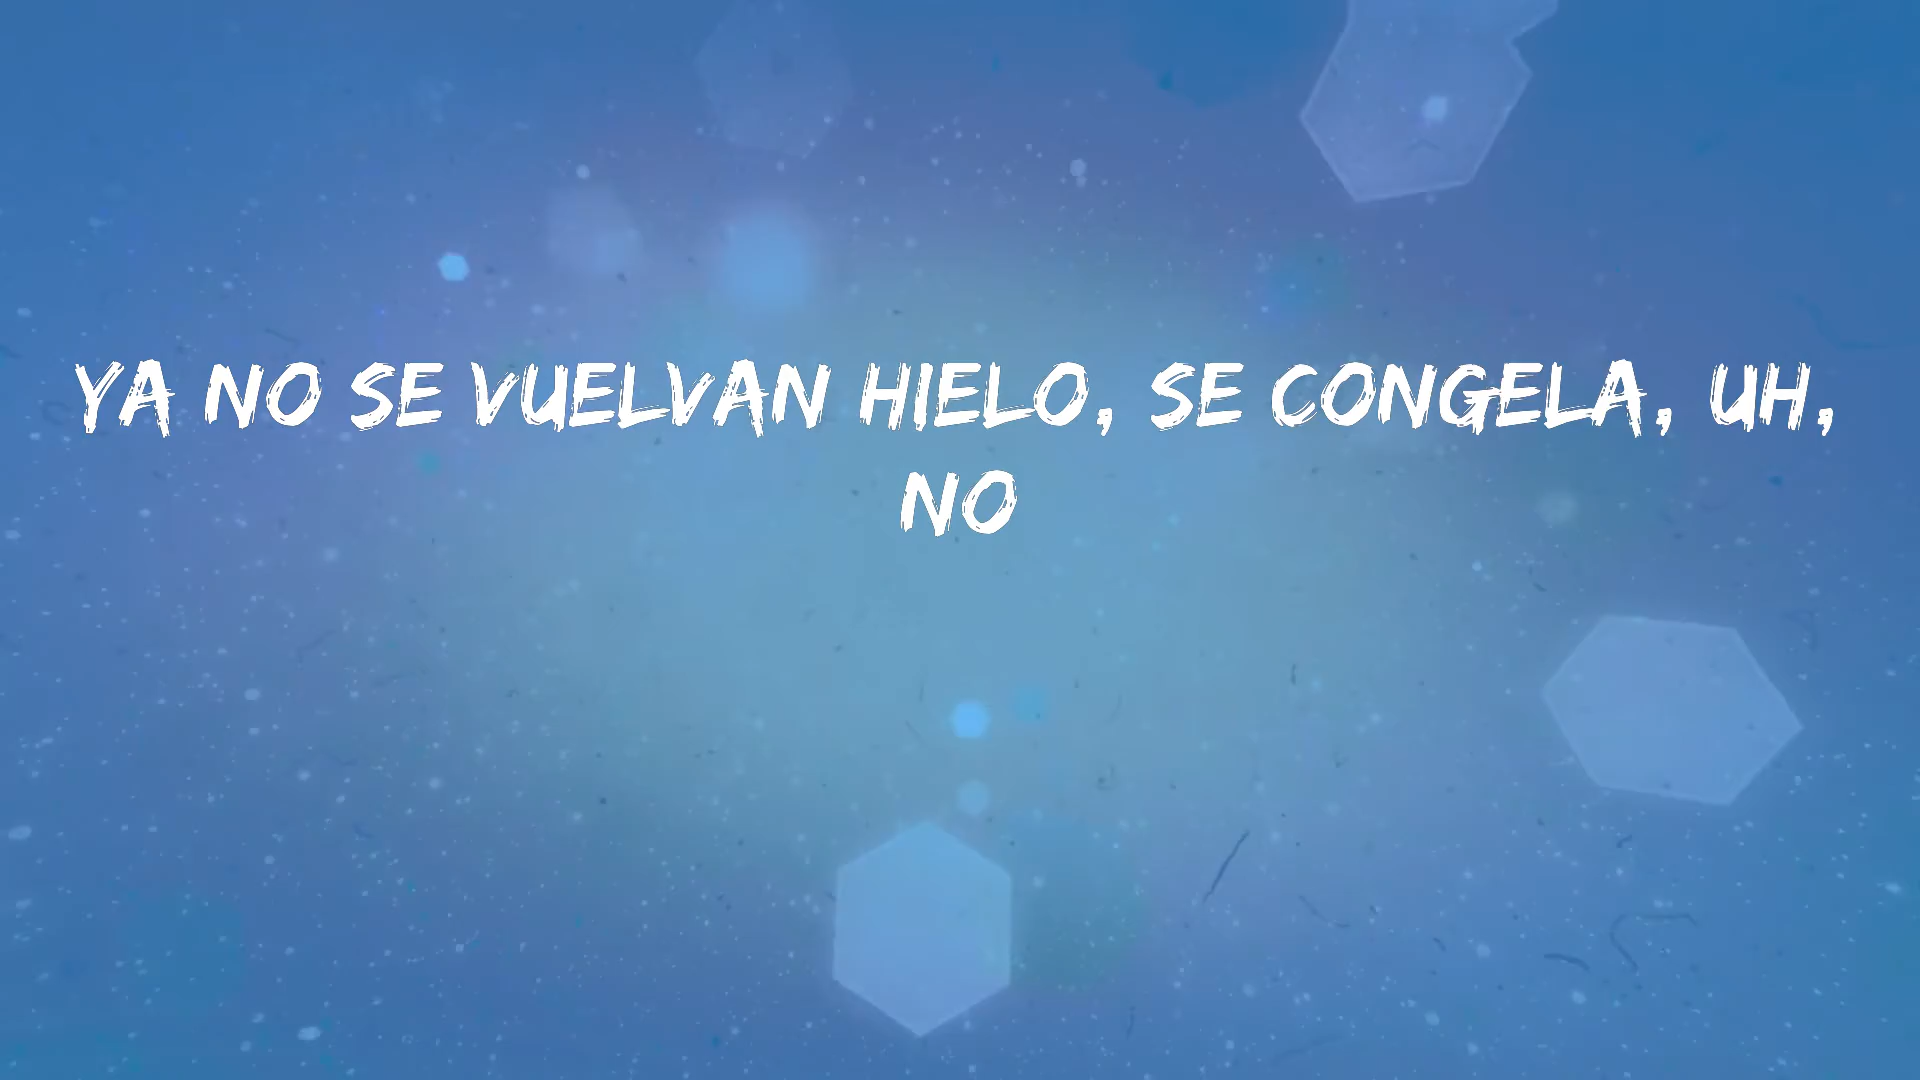 YA NO SE VUELVAN HIELO, SE CONGELA, UH,
NO